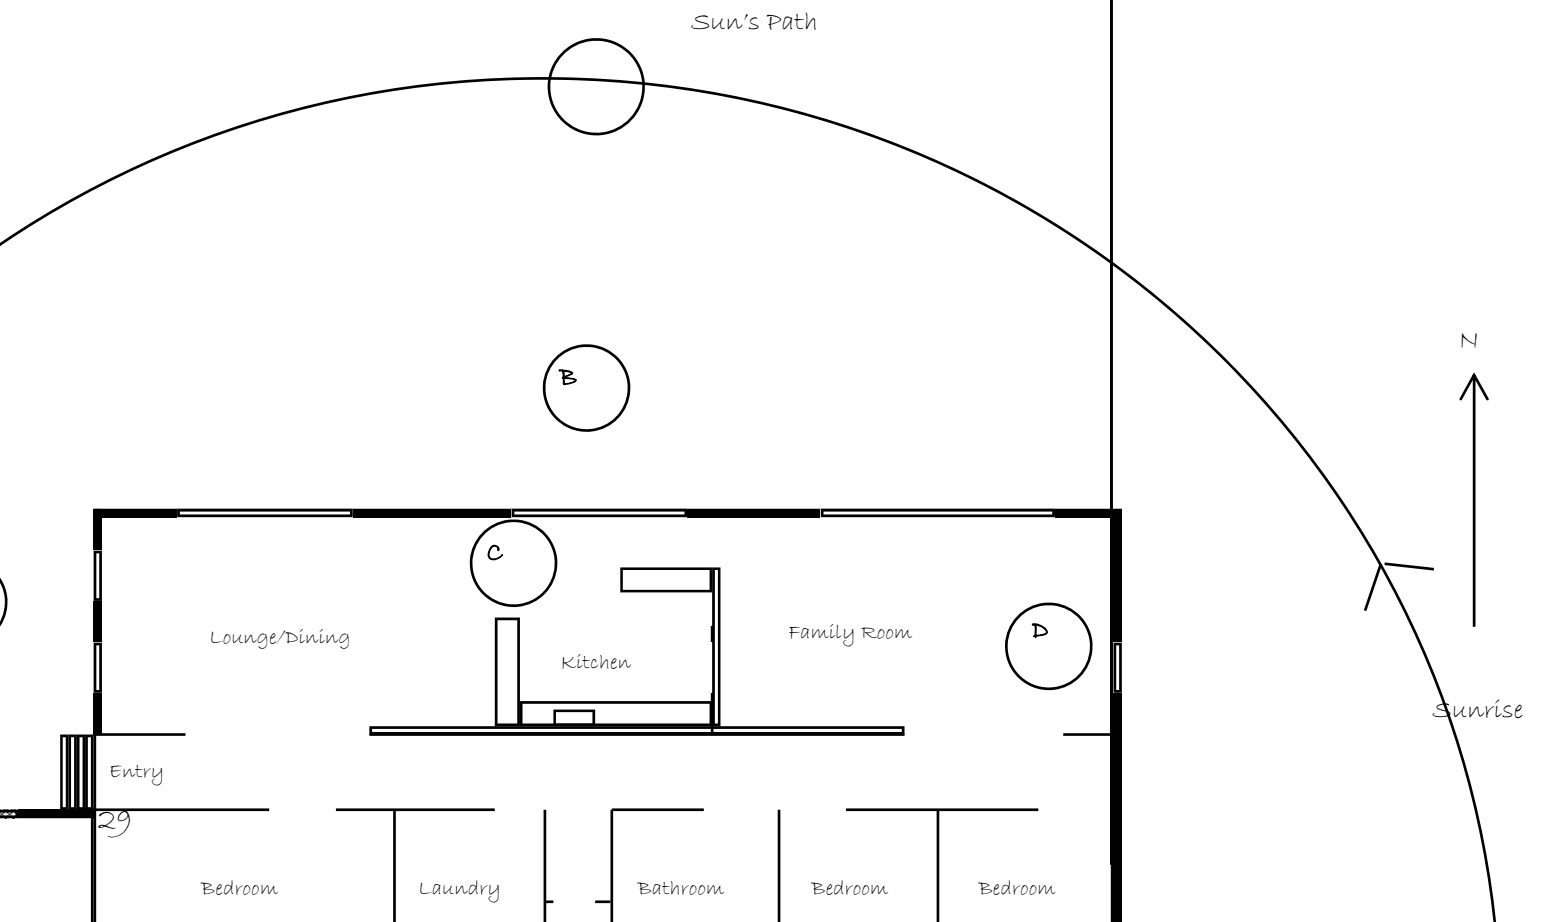 Sun's Path
N
B
C
D
Lounge/Dining
Family Room
Kitchen
Sunrise
Entry
29
Bedroom
Laundry
Bathroom
Bedroom
Bedroom